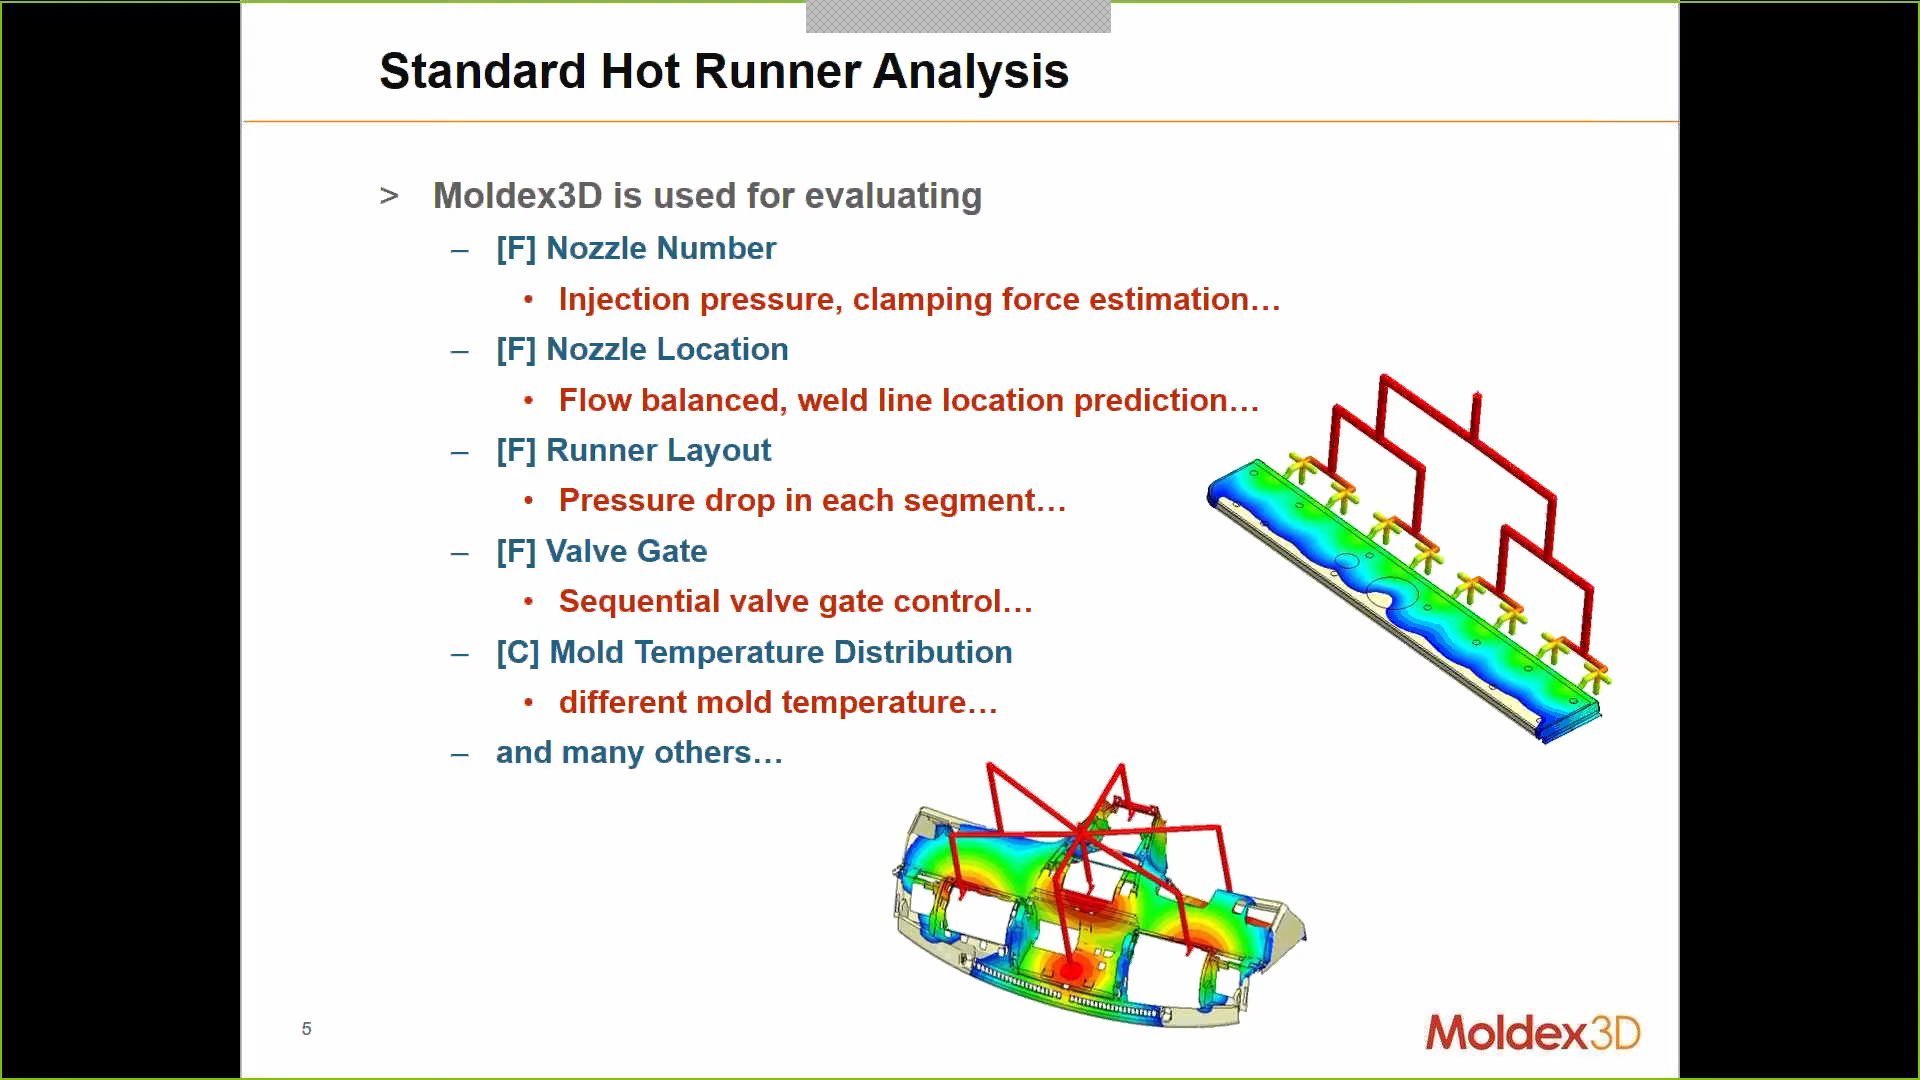 Standard Hot Runner Analysis
> Moldex3D is used for evaluating
– [F] Nozzle Number
• Injection pressure, clamping force estimation…
– [F] Nozzle Location
• Flow balanced, weld line location prediction…
– [F] Runner Layout
• Pressure drop in each segment…
– [F] Valve Gate
• Sequential valve gate control…
– [C] Mold Temperature Distribution
• different mold temperature…
– and many others…
5
Moldex3D